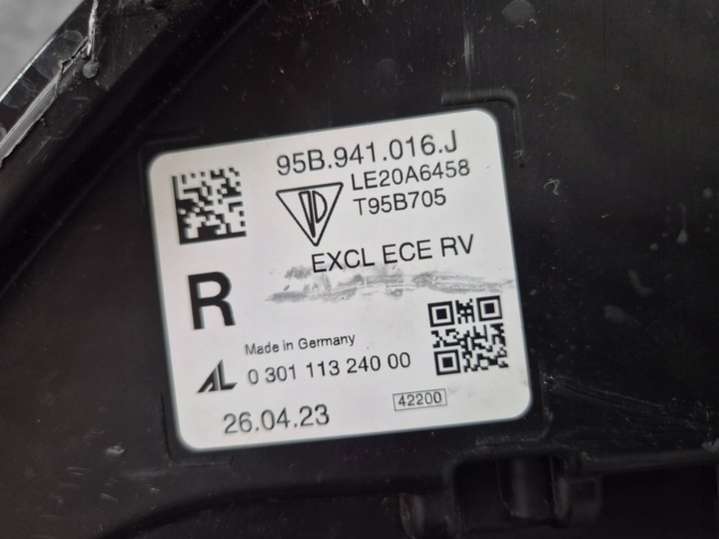 95B.941.016.J
LE20A6458
T95B705
EXCL ECE RV
R
Made in Germany
AL 0 301 113 240 00
26.04.23
42200